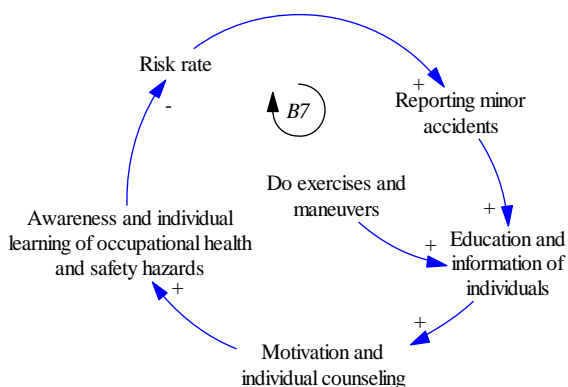 Risk rate
+
Reporting minor
accidents
-
B7
Do exercises and
maneuvers
+
+
Education and
information of
individuals
Awareness and individual
learning of occupational health
and safety hazards
+
+
Motivation and
individual counseling